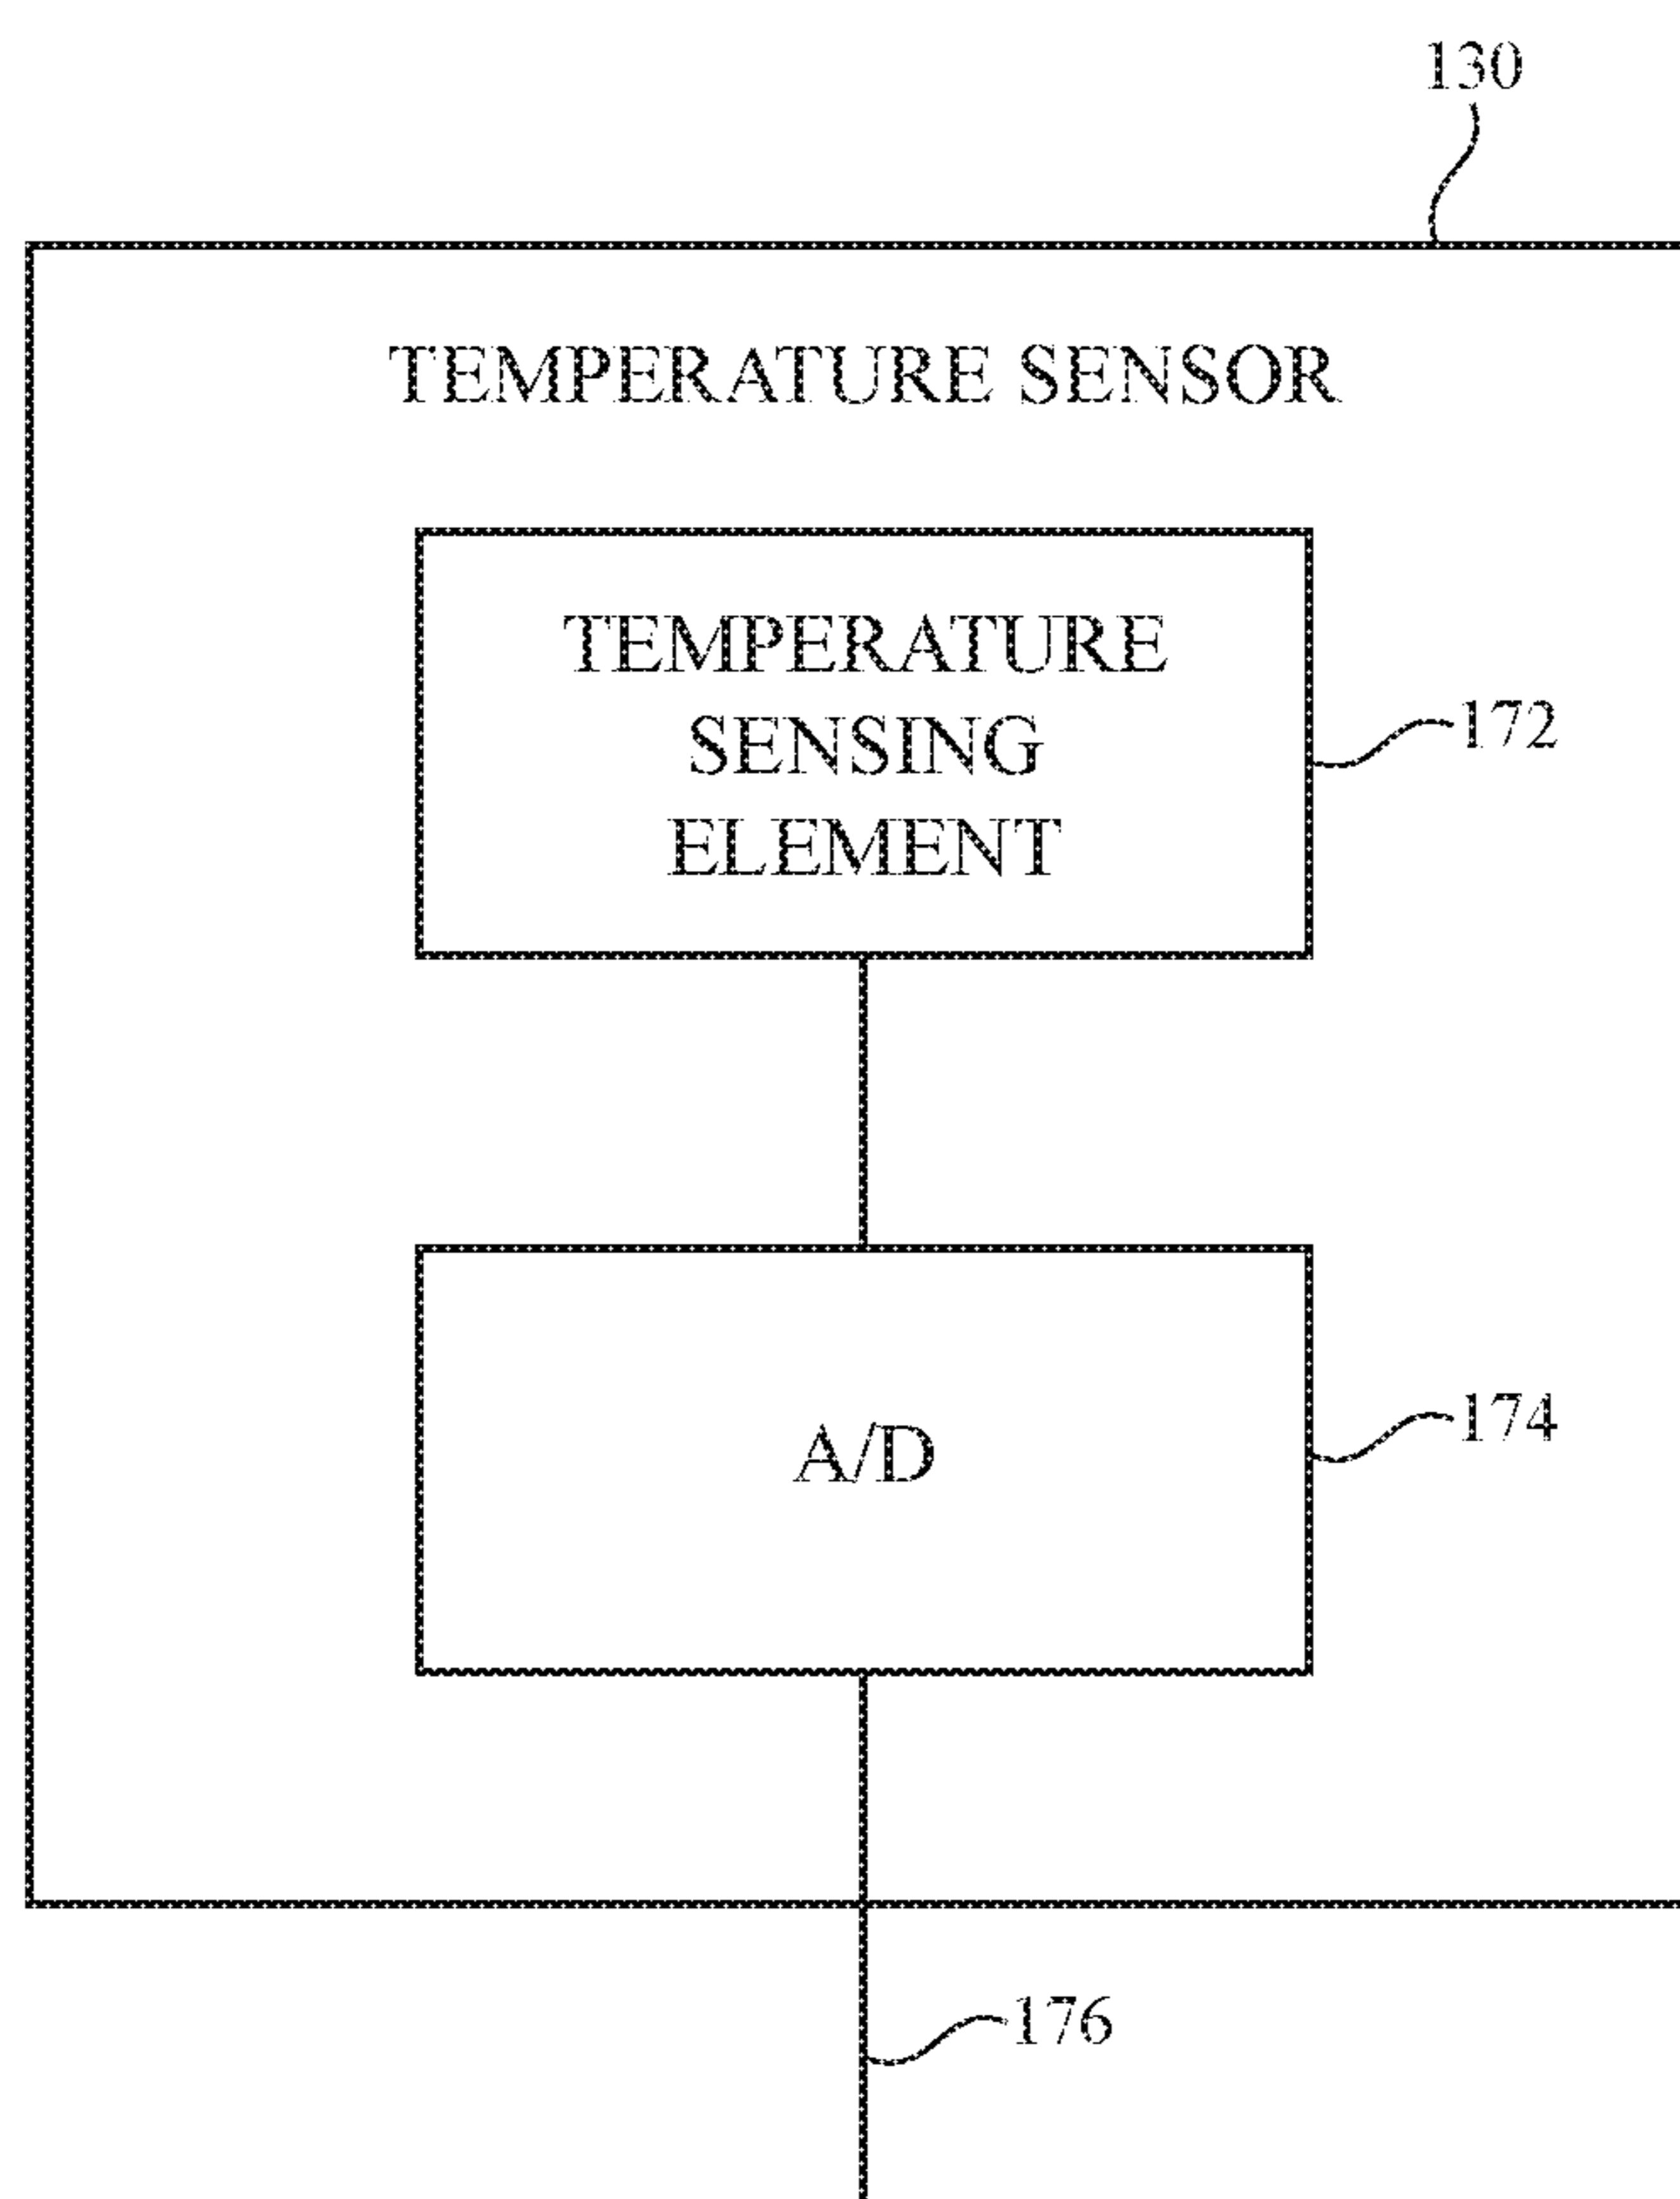 130
TEMPERATURE SENSOR
TEMPERATURE
SENSING
ELEMENT
172
A/D
174
176